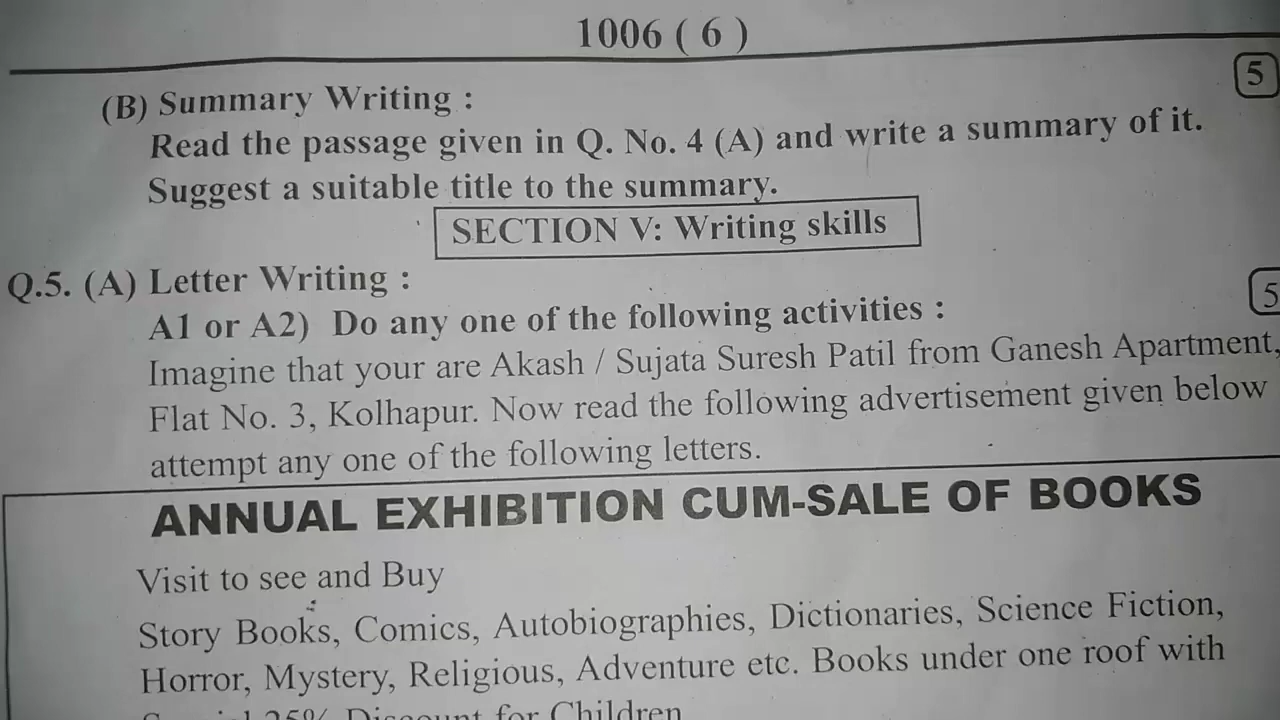 1006 ( 6 )
(B) Summary Writing :
5
Read the passage given in Q. No. 4 (A) and write a summary of it.
Suggest a suitable title to the summary.
SECTION V: Writing skills
Q.5. (A) Letter Writing :
5
A1 or A2) Do any one of the following activities :
Imagine that your are Akash / Sujata Suresh Patil from Ganesh Apartment,
Flat No. 3, Kolhapur. Now read the following advertisement given below
attempt any one of the following letters.
ANNUAL EXHIBITION CUM-SALE OF BOOKS
Visit to see and Buy
Story Books, Comics, Autobiographies, Dictionaries, Science Fiction,
Horror, Mystery, Religious, Adventure etc. Books under one roof with
25% Discount for Children